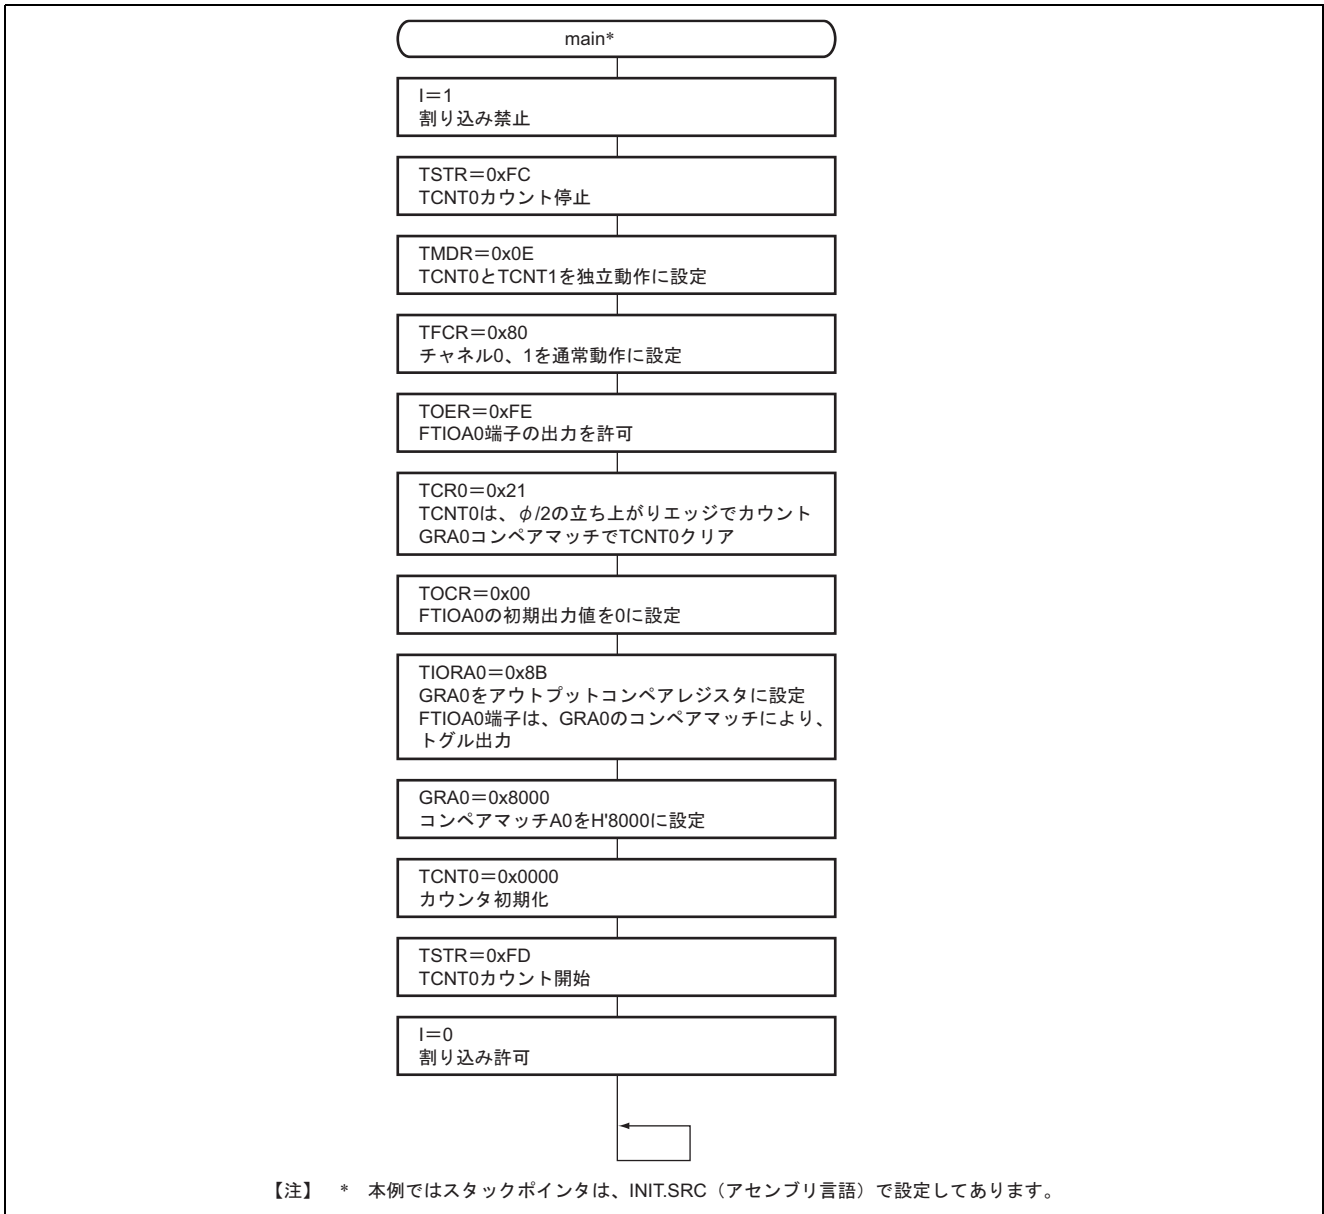 main*
I＝1
割り込み禁止
TSTR＝0xFC
TCNT0カウント停止
TMDR＝0x0E
TCNT0とTCNT1を独立動作に設定
TFCR＝0x80
チャネル0、1を通常動作に設定
TOER＝0xFE
FTIOA0端子の出力を許可
TCR0＝0x21
TCNT0は、φ/2の立ち上がりエッジでカウント
GRA0コンペアマッチでTCNT0クリア
TOCR＝0x00
FTIOA0の初期出力値を0に設定
TIORA0＝0x8B
GRA0をアウトプットコンペアレジスタに設定
FTIOA0端子は、GRA0のコンペアマッチにより、
トグル出力
GRA0＝0x8000
コンペアマッチA0をH'8000に設定
TCNT0＝0x0000
カウンタ初期化
TSTR＝0xFD
TCNT0カウント開始
I＝0
割り込み許可
【注】 * 本例ではスタックポインタは、INIT.SRC（アセンブリ言語）で設定してあります。